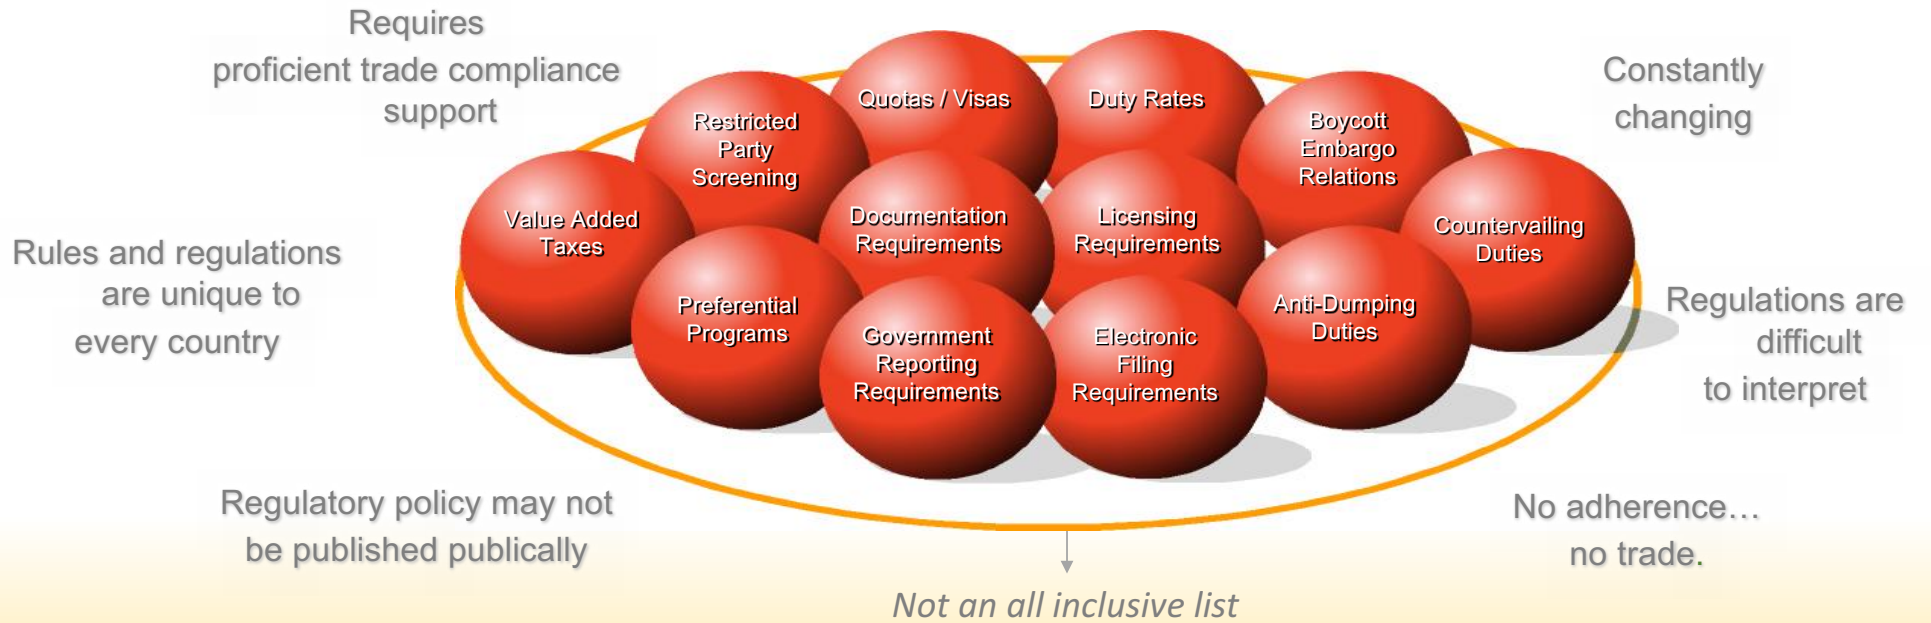 Requires
proficient trade compliance
support
Quotas / Visas
Duty Rates
Constantly
changing
Restricted
Party
Screening
Boycott
Embargo
Relations
Value Added
Taxes
Documentation
Requirements
Licensing
Requirements
Countervailing
Duties
Rules and regulations
are unique to
every country
Preferential
Programs
Government
Reporting
Requirements
Electronic
Filing
Requirements
Anti-Dumping
Duties
Regulations are
difficult
to interpret
Regulatory policy may not
be published publically
No adherence…
no trade.
Not an all inclusive list